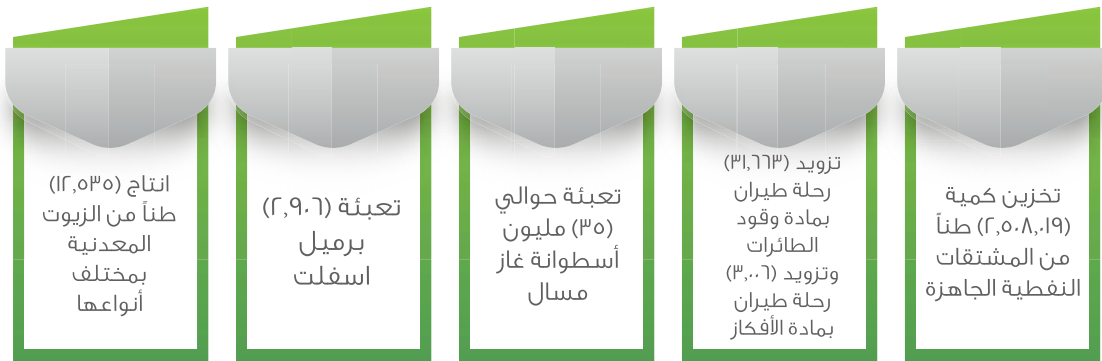 تخزين كمية
(٢,٥٠٨,٠١٩) طناً
من المشتقات
النفطية الجاهزة
تزويد (٣١,٦٦٣)
رحلة طيران
بمادة وقود
الطائرات
وتزويد (٣,٠٠٦)
رحلة طيران
بمادة الأفكاز
تعبئة حوالي
(٣٥) مليون
أسطوانة غاز
مسال
تعبئة (٢,٩٠٦)
برميل
اسفلت
انتاج (١٢,٥٣٥)
طناً من الزيوت
المعدنية
بمختلف
أنواعها